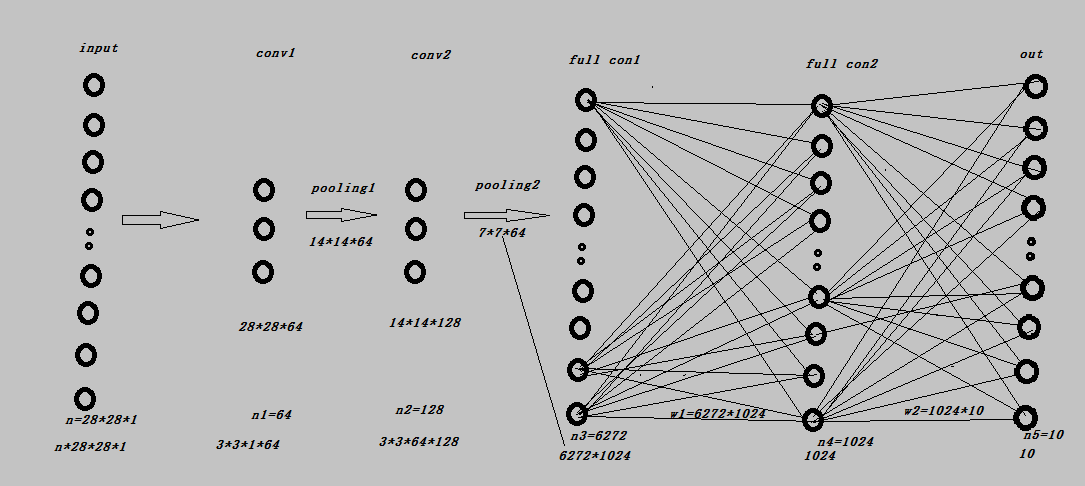 input
conv1
conv2
full con1
full con2
out
pooling1
14*14*64
pooling2
7*7*64
28*28*64
14*14*128
n=28*28*1
n*28*28*1
n1=64
3*3*1*64
n2=128
3*3*64*128
n3=6272
6272*1024
w1=6272*1024
n4=1024
1024
w2=1024*10
n5=10
10